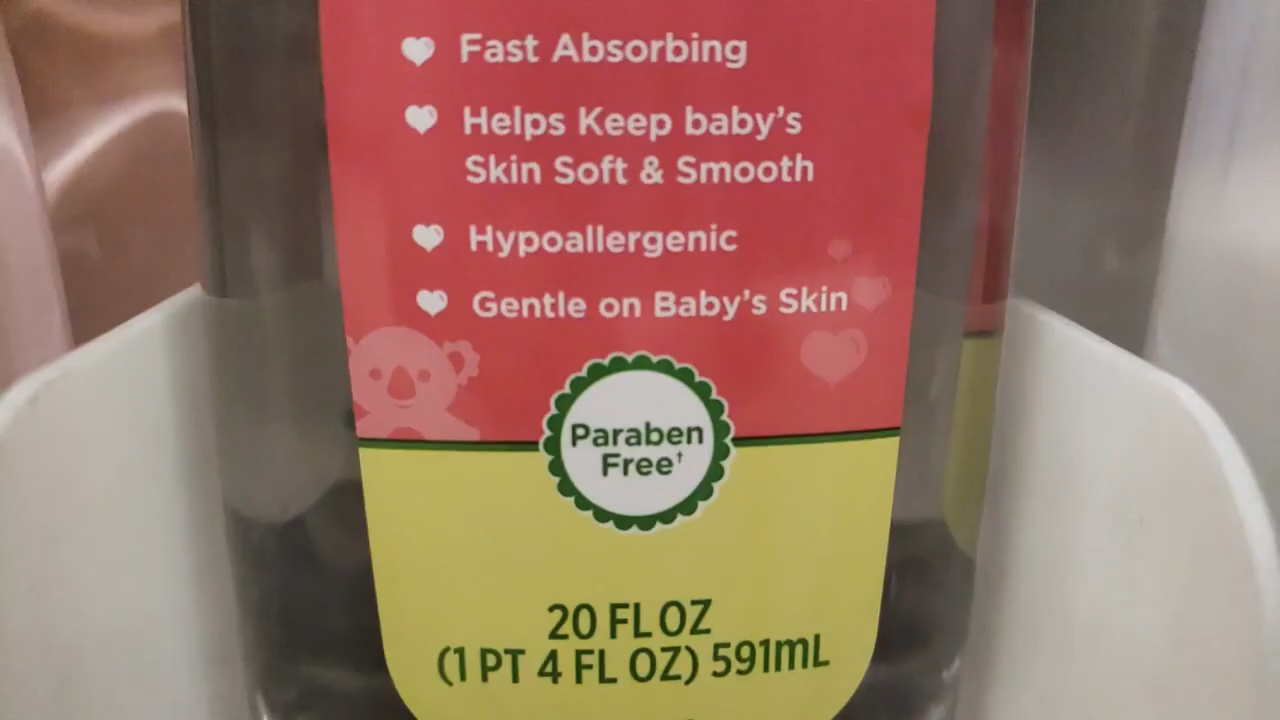 Fast Absorbing
Helps Keep baby's
Skin Soft & Smooth
Hypoallergenic
Gentle on Baby's Skin
Paraben
Free†
20 FL OZ
(1 PT 4 FL OZ) 591mL